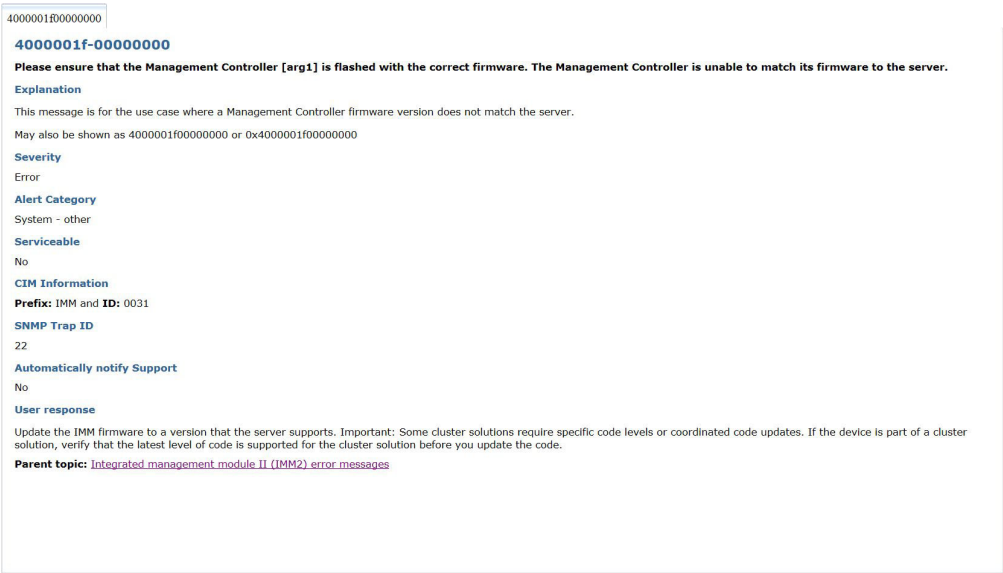 4000001f00000000
4000001f-00000000
Please ensure that the Management Controller [arg1] is flashed with the correct firmware. The Management Controller is unable to match its firmware to the server.
Explanation
This message is for the use case where a Management Controller firmware version does not match the server.
May also be shown as 4000001f00000000 or 0x4000001f00000000
Severity
Error
Alert Category
System - other
Serviceable
No
CIM Information
Prefix: IMM and ID: 0031
SNMP Trap ID
22
Automatically notify Support
No
User response
Update the IMM firmware to a version that the server supports. Important: Some cluster solutions require specific code levels or coordinated code updates. If the device is part of a cluster
solution, verify that the latest level of code is supported for the cluster solution before you update the code.
Parent topic: Integrated management module II (IMM2) error messages